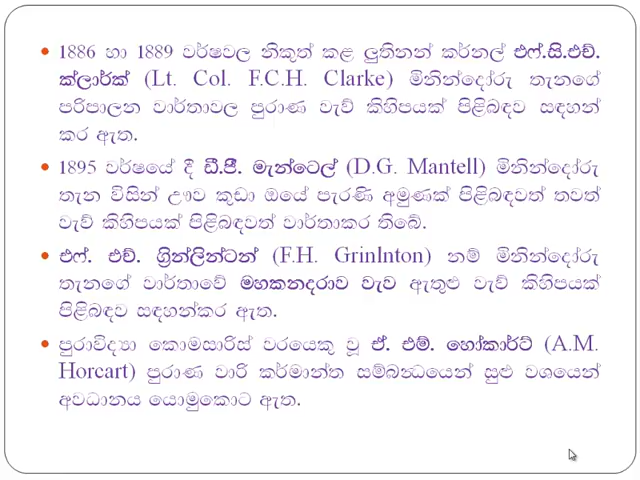 1886 හා 1889 වර්ෂවල නිකුත් කළ ලුතිනන් කර්නල් එෆ්.සී.එච්.
ක්ලාර්ක් (Lt. Col. F.C.H. Clarke) මිනින්දෝරු තැනගේ
පරිපාලන වාර්තාවල පුරාණ වැව් කිහිපයක් පිළිබඳව සඳහන්
කර ඇත.
1895 වර්ෂයේ දී ඩී.ජී. මැන්ටෙල් (D.G. Mantell) මිනින්දෝරු
තැන විසින් ඌව කුඩා ඔයේ පැරණි අමුණක් පිළිබඳවත් තවත්
වැව් කිහිපයක් පිළිබඳවත් වාර්තාකර තිබේ.
එෆ්. එච්. ග්‍රින්ලින්ටන් (F.H. GrinInton) නම් මිනින්දෝරු
තැනගේ වාර්තාවේ මහකනදරාව වැව ඇතුළු වැව් කිහිපයක්
පිළිබඳව සඳහන්කර ඇත.
පුරාවිද්‍යා කොමසාරිස් වරයෙකු වූ ඒ. එම්. හෝකාර්ට් (A.M.
Horcart) පුරාණ වාරි කර්මාන්ත සම්බන්ධයෙන් සුළු වශයෙන්
අවධානය යොමුකොට ඇත.